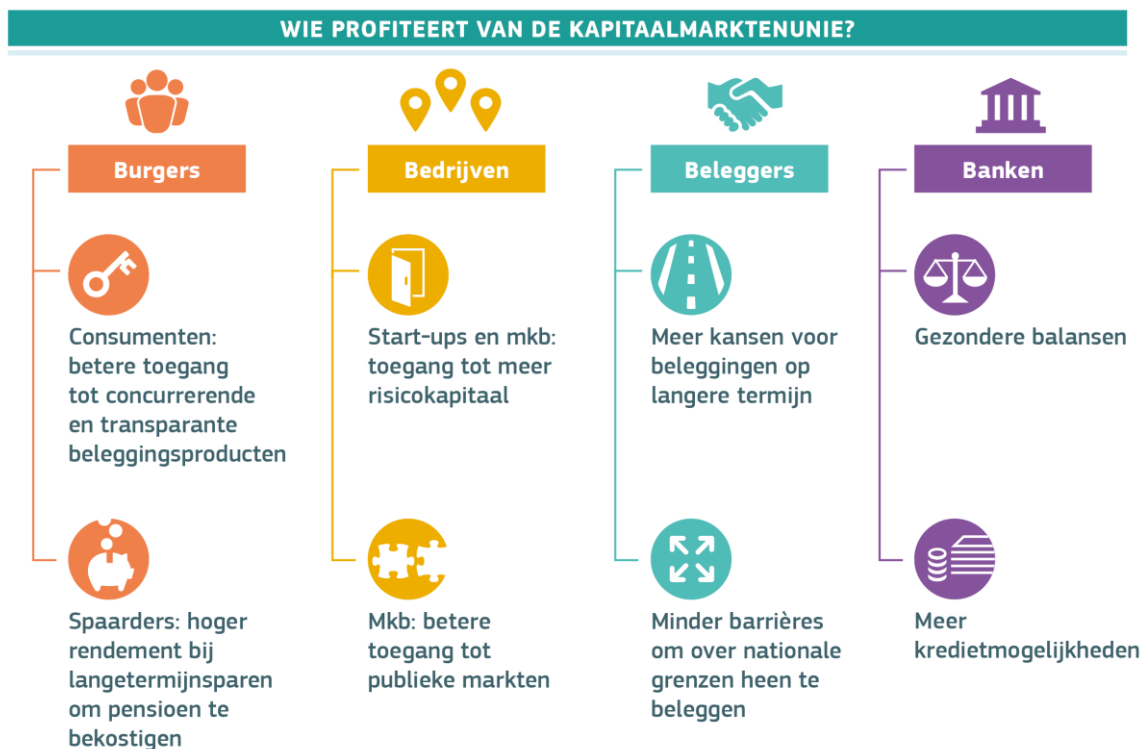 WIE PROFITEERT VAN DE KAPITAALMARKTENUNIE?
Burgers
Consumenten:
betere toegang
tot concurrerende
en transparante
beleggingsproducten
Spaarders: hoger
rendement bij
langetermijnsparen
om pensioen te
bekostigen
Bedrijven
Start-ups en mkb:
toegang tot meer
risicokapitaal
Mkb: betere
toegang tot
publieke markten
Beleggers
Meer kansen voor
beleggingen op
langere termijn
Minder barrières
om over nationale
grenzen heen te
beleggen
Banken
Gezondere balansen
Meer
kredietmogelijkheden